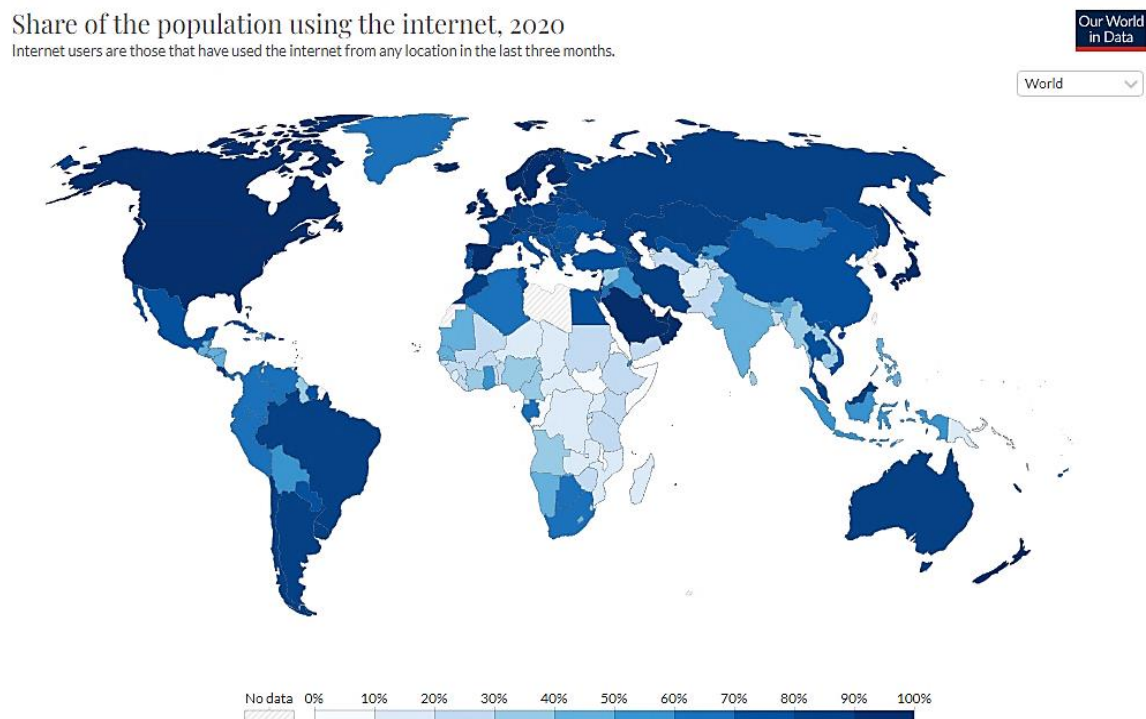 Share of the population using the internet, 2020
Internet users are those that have used the internet from any location in the last three months.
Our World
in Data
World
No data 0% 10% 20% 30% 40% 50% 60% 70% 80% 90% 100%